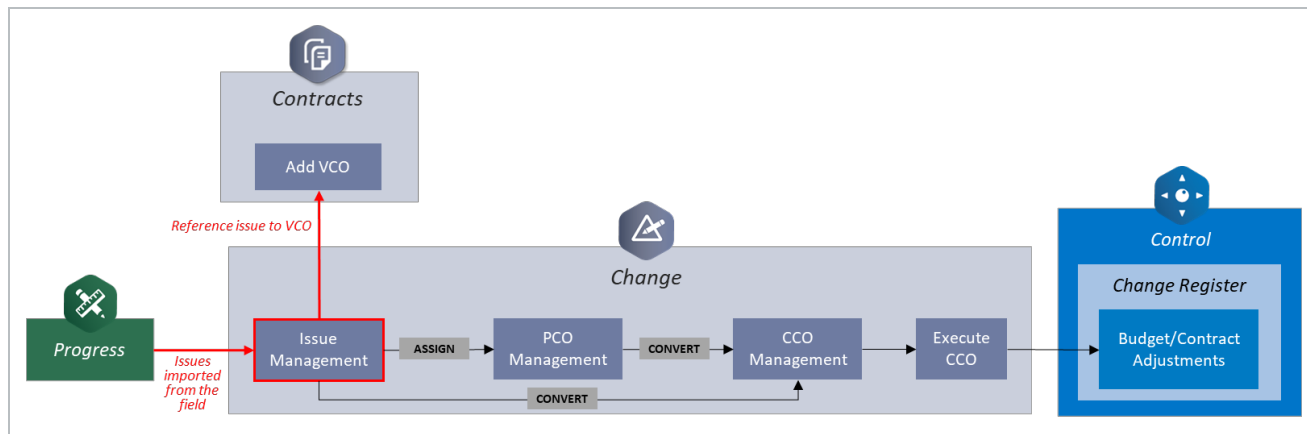 Contracts
Add VCO
Reference issue to VCO
Change
Control
Change Register
Progress
Issues
imported
from the
field
Issue
Management
ASSIGN
PCO
Management
CONVERT
CCO
Management
Execute
CCO
Budget/Contract
Adjustments
CONVERT